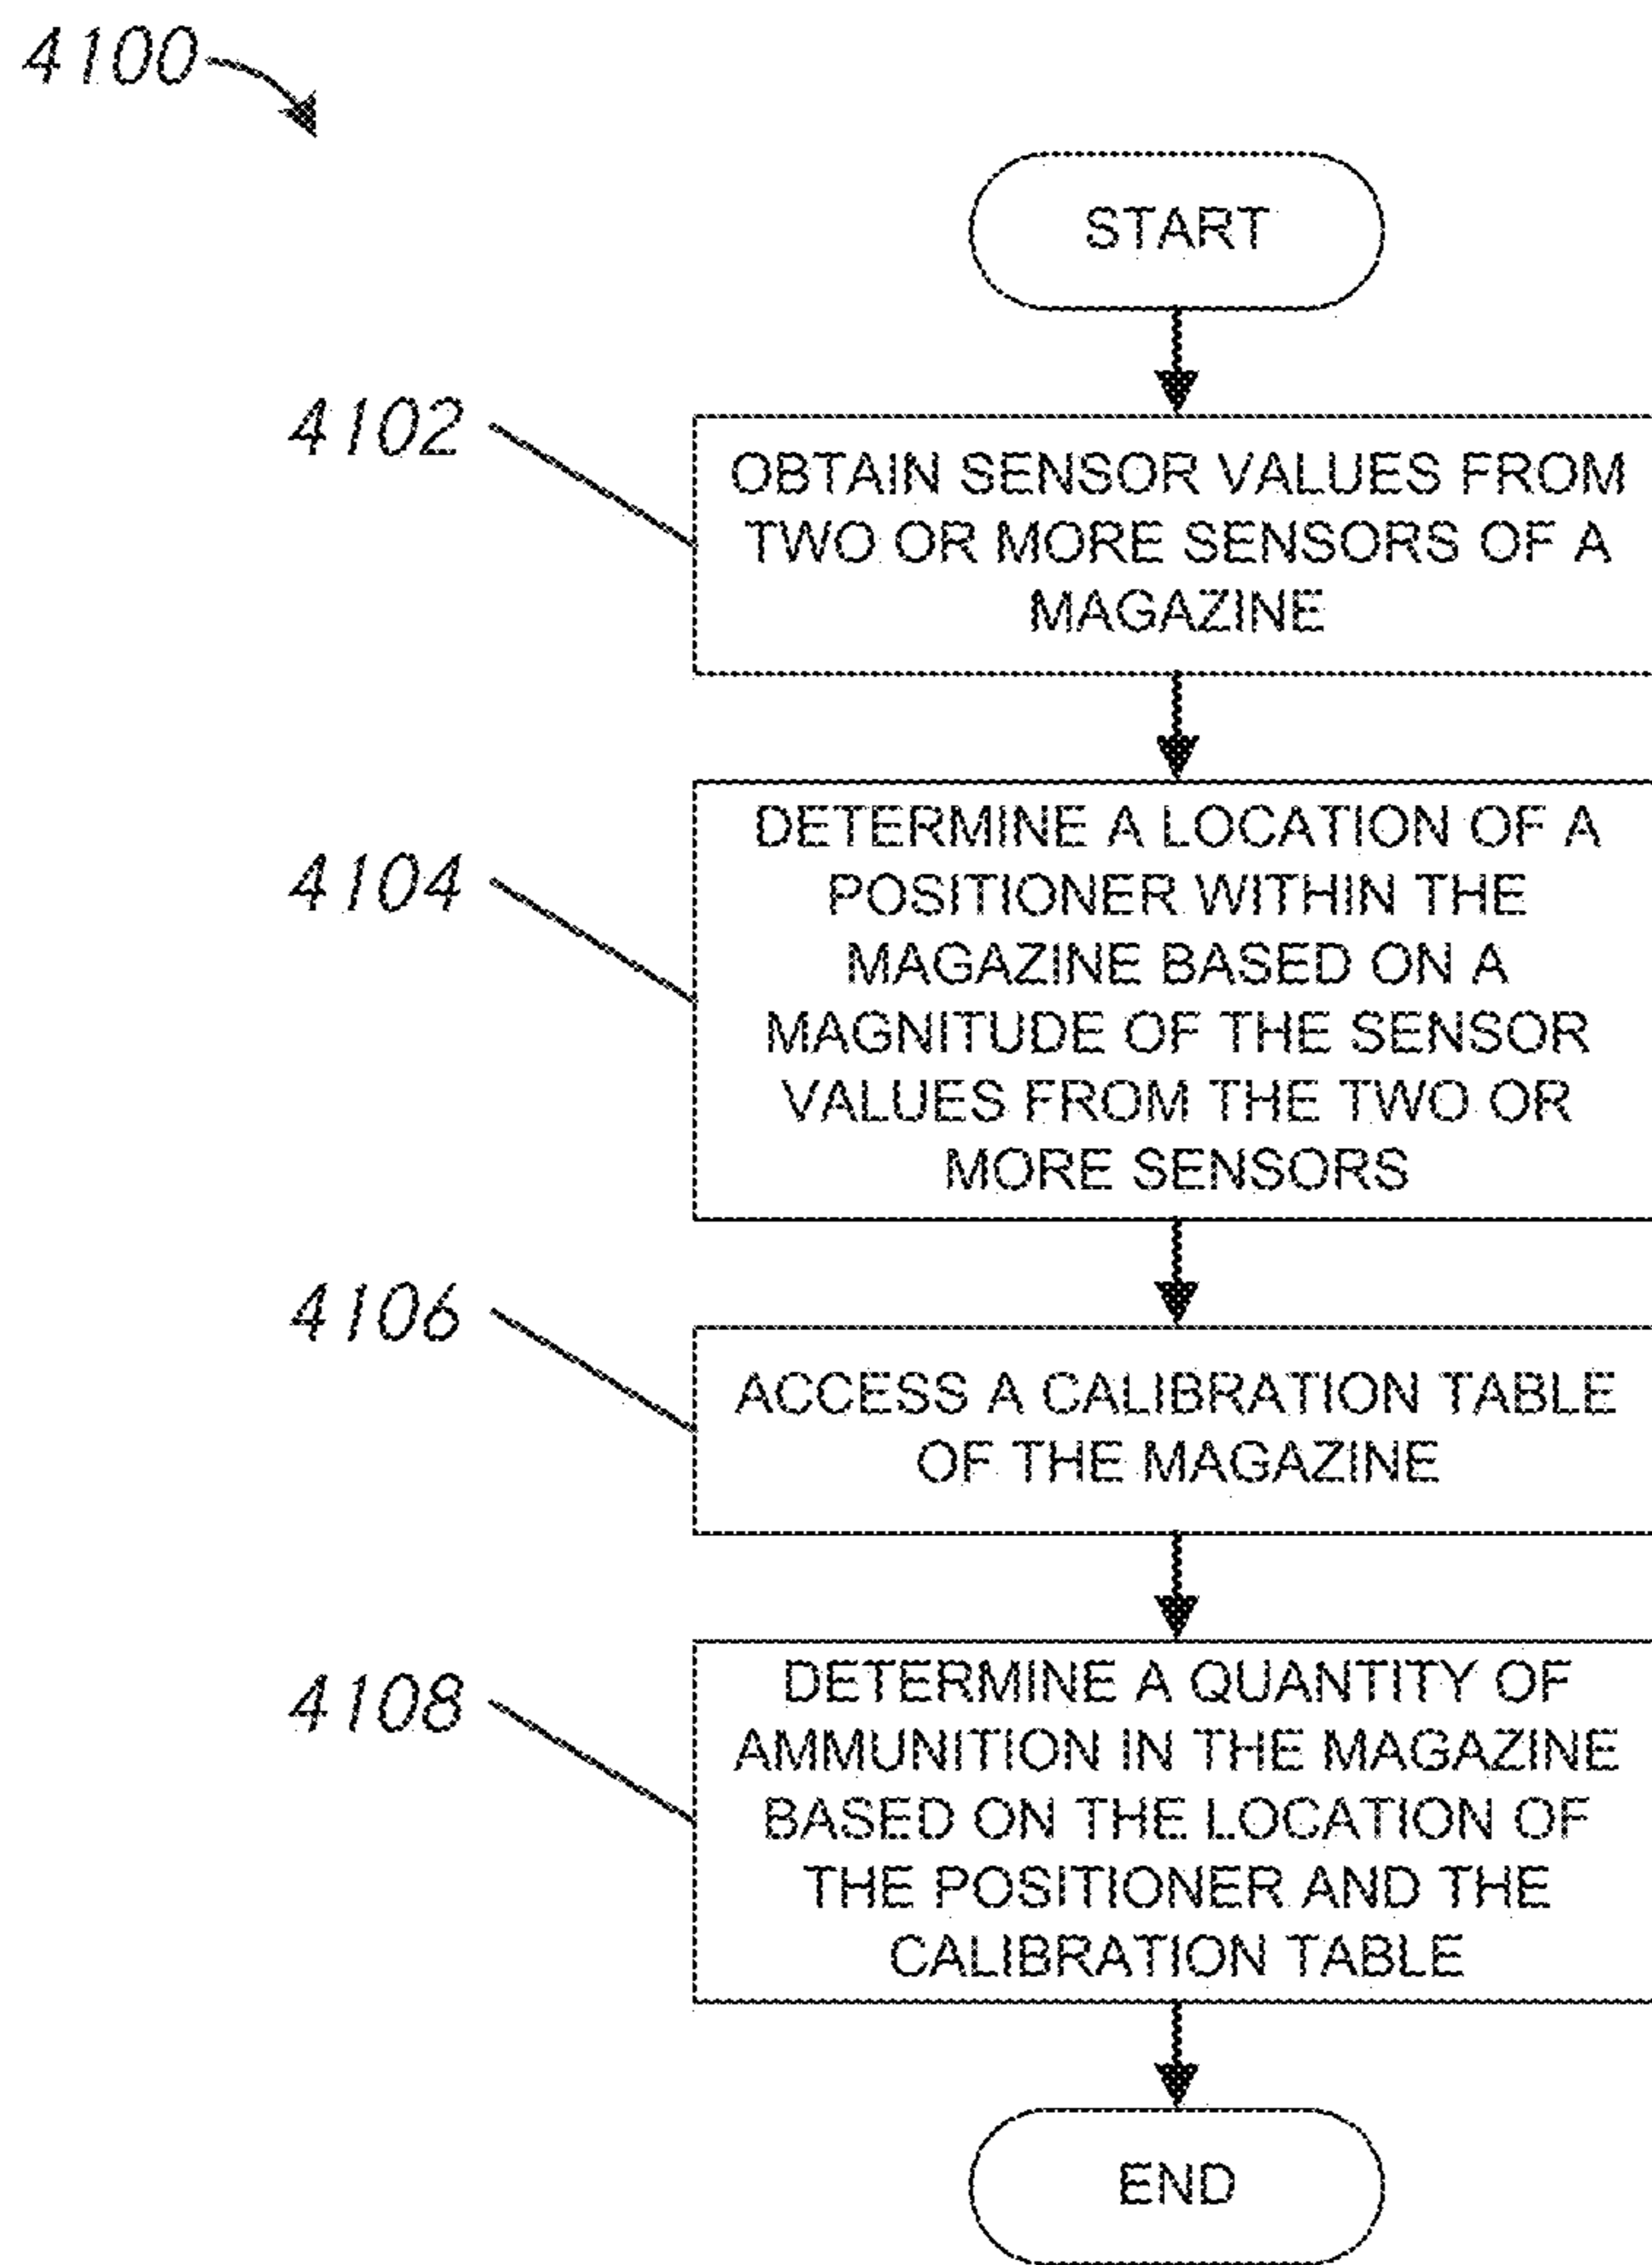 4100
START
4102
OBTAIN SENSOR VALUES FROM
TWO OR MORE SENSORS OF A
MAGAZINE
4104
DETERMINE A LOCATION OF A
POSITIONER WITHIN THE
MAGAZINE BASED ON A
MAGNITUDE OF THE SENSOR
VALUES FROM THE TWO OR
MORE SENSORS
4106
ACCESS A CALIBRATION TABLE
OF THE MAGAZINE
4108
DETERMINE A QUANTITY OF
AMMUNITION IN THE MAGAZINE
BASED ON THE LOCATION OF
THE POSITIONER AND THE
CALIBRATION TABLE
END